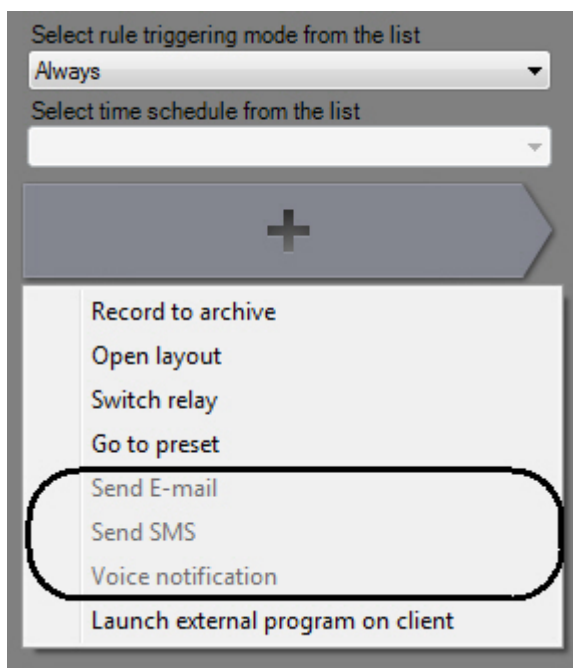 Select rule triggering mode from the list
Always
Select time schedule from the list
Record to archive
Open layout
Switch relay
Go to preset
Send E-mail
Send SMS
Voice notification
Launch external program on client